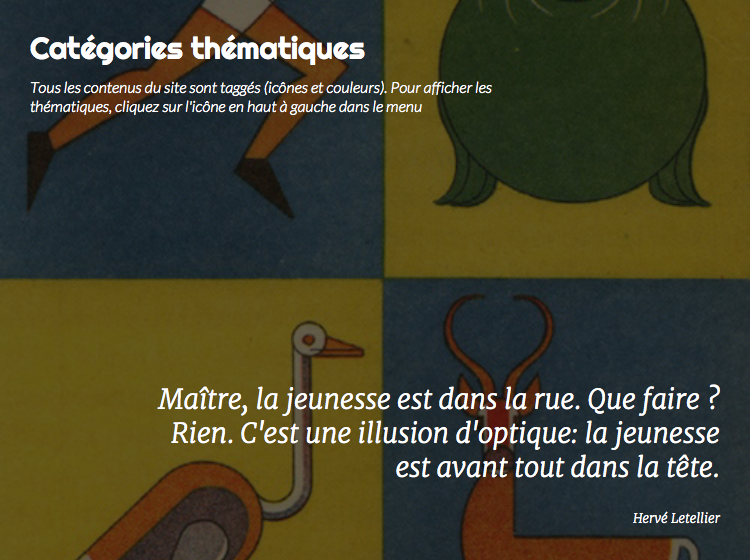 Catégories thématiques
Tous les contenus du site sont taggés (icônes et couleurs). Pour afficher les
thématiques, cliquez sur l'icône en haut à gauche dans le menu
Maître, la jeunesse est dans la rue. Que faire ?
Rien. C'est une illusion d'optique: la jeunesse
est avant tout dans la tête.
Hervé Letellier